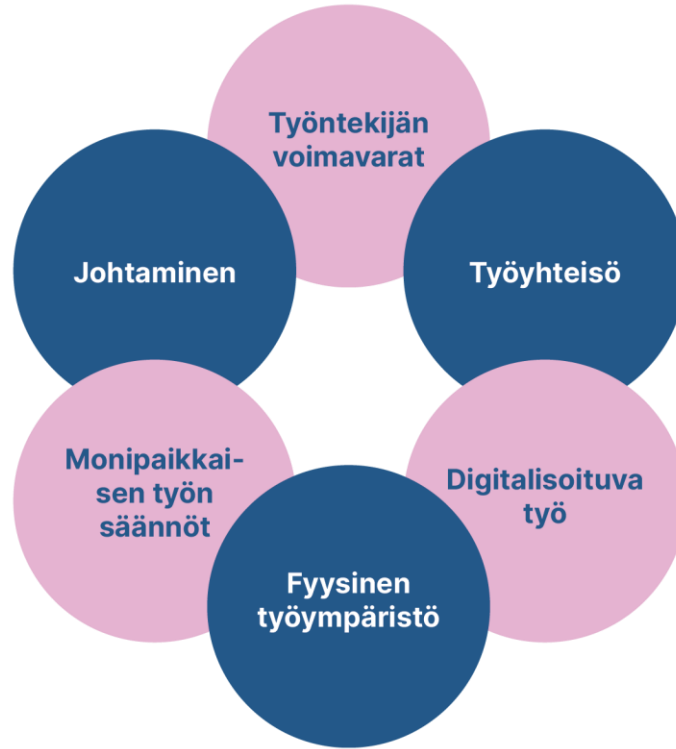 Työntekijän
voimavarat
Johtaminen
Työyhteisö
Monipaikkai-
sen työn
säännöt
Digitalisoituva
työ
Fyysinen
työympäristö